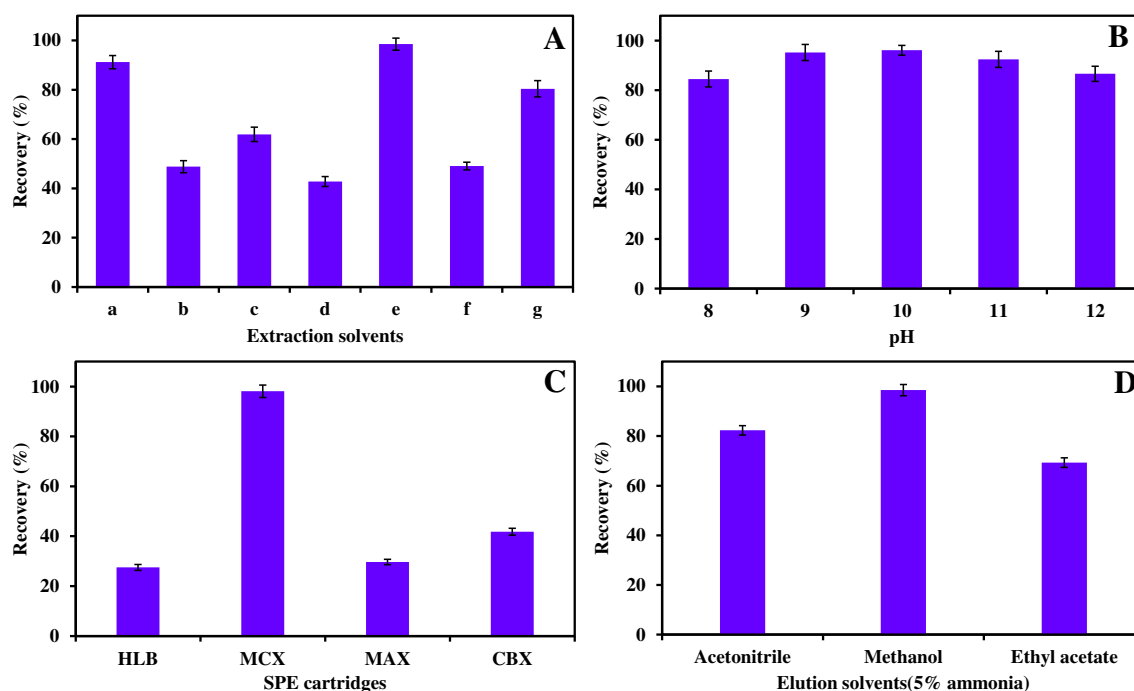 A
Recovery (%)
100
80
60
40
20
0
a b c d e f g
Extraction solvents
B
Recovery (%)
100
80
60
40
20
0
8 9 10 11 12
pH
C
Recovery (%)
100
80
60
40
20
0
HLB MCX MAX CBX
SPE cartridges
D
Recovery (%)
100
80
60
40
20
0
Acetonitrile Methanol Ethyl acetate
Elution solvents(5% ammonia)